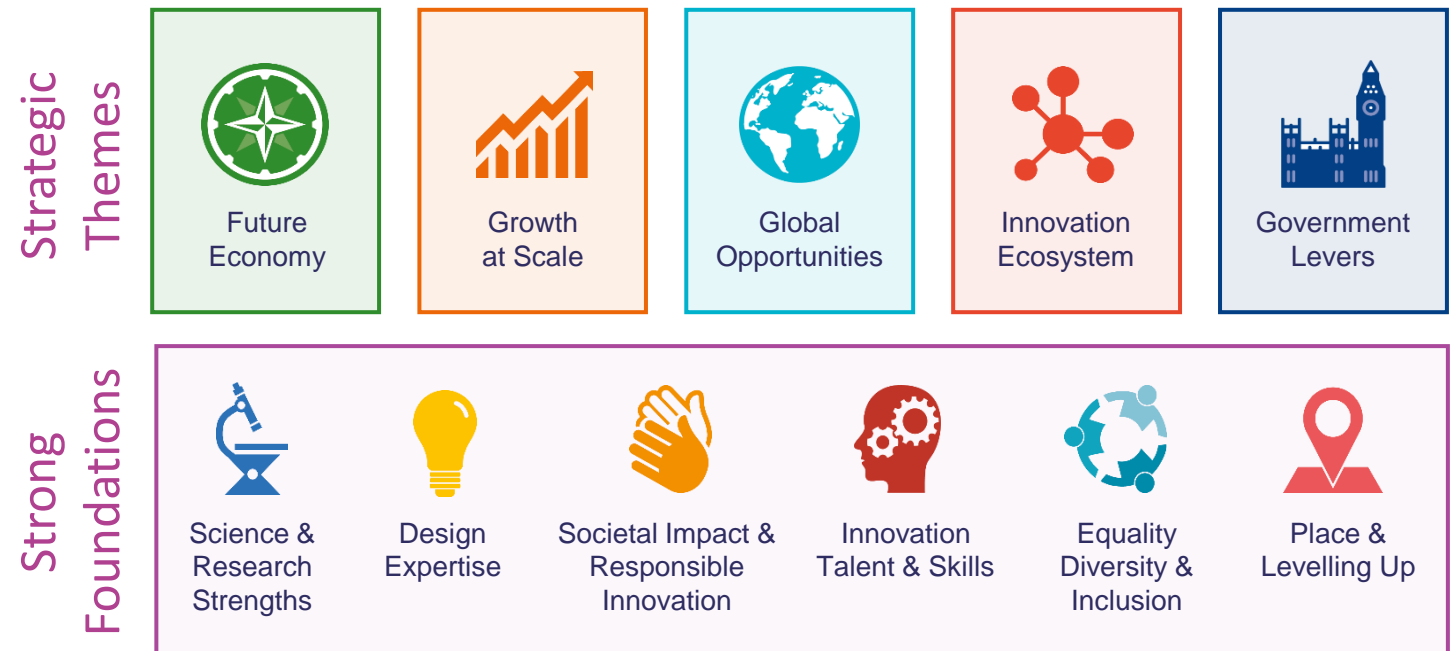 Strategic
Themes
Future
Economy
Growth
at Scale
Global
Opportunities
Innovation
Ecosystem
Government
Levers
Strong
Foundations
Science &
Research
Strengths
Design
Expertise
Societal Impact &
Responsible
Innovation
Innovation
Talent & Skills
Equality
Diversity &
Inclusion
Place &
Levelling Up